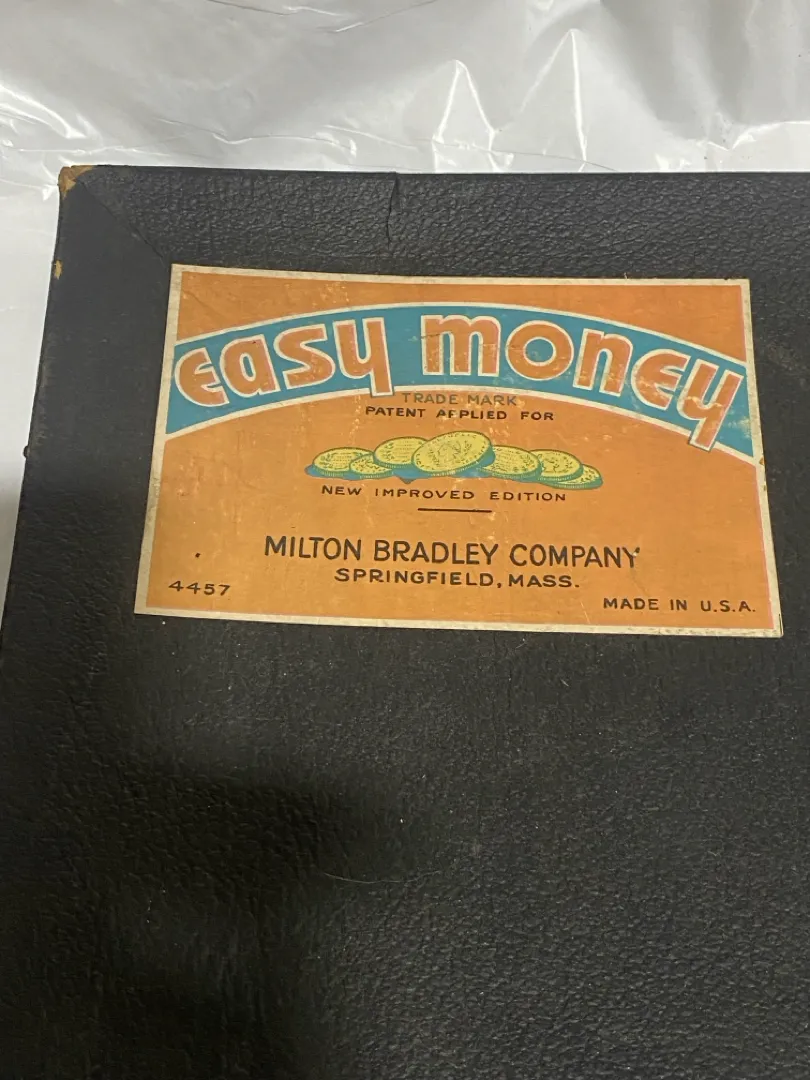 easy money
TRADE MARK
PATENT APPLIED FOR
NEW IMPROVED EDITION
MILTON BRADLEY COMPANY
SPRINGFIELD, MASS.
4457
MADE IN U.S.A.